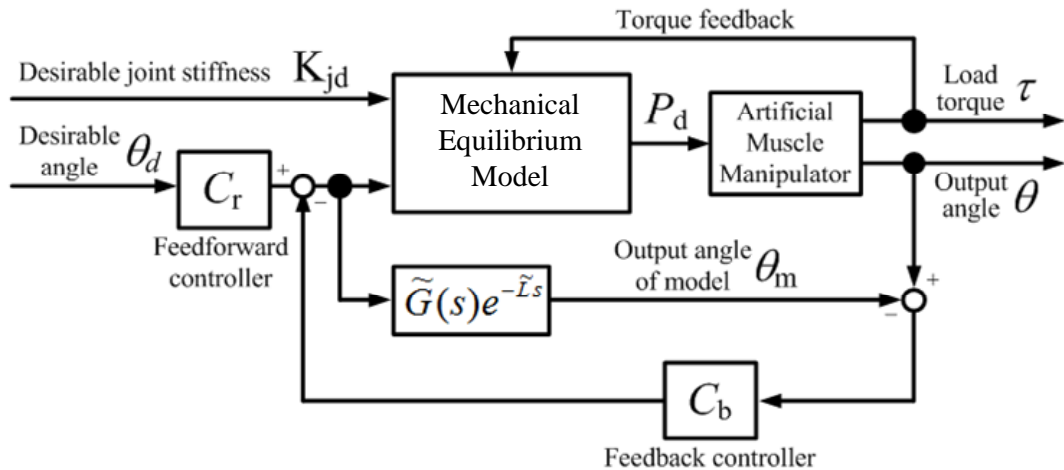 Torque feedback
Desirable joint stiffness K_jd
Mechanical
Equilibrium
Model
P_d
Artificial
Muscle
Manipulator
Load
torque τ
Desirable
angle θ_d
C_r
+
−
Feedforward
controller
Output
angle θ
Output angle
of model θ_m
G̃(s)e^{−L̃s}
+
−
C_b
Feedback controller